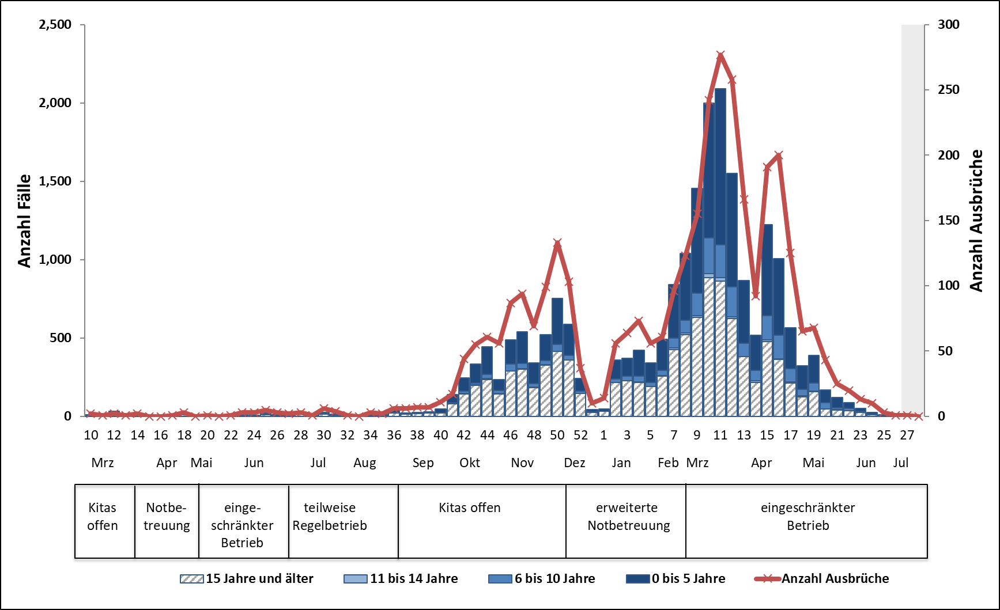 2,500
2,000
1,500
1,000
500
0
Anzahl Fälle
300
250
200
150
100
50
0
Anzahl Ausbrüche
10 12 14 16 18 20 22 24 26 28 30 32 34 36 38 40 42 44 46 48 50 52 1 3 5 7 9 11 13 15 17 19 21 23 25 27
Mrz Apr Mai Jun Jul Aug Sep Okt Nov Dez Jan Feb Mrz Apr Mai Jun Jul
Kitas
offen
Notbe-
treuung
einge-
schränkter
Betrieb
teilweise
Regelbetrieb
Kitas offen
erweiterte
Notbetreuung
eingeschränkter
Betrieb
15 Jahre und älter 11 bis 14 Jahre 6 bis 10 Jahre 0 bis 5 Jahre Anzahl Ausbrüche